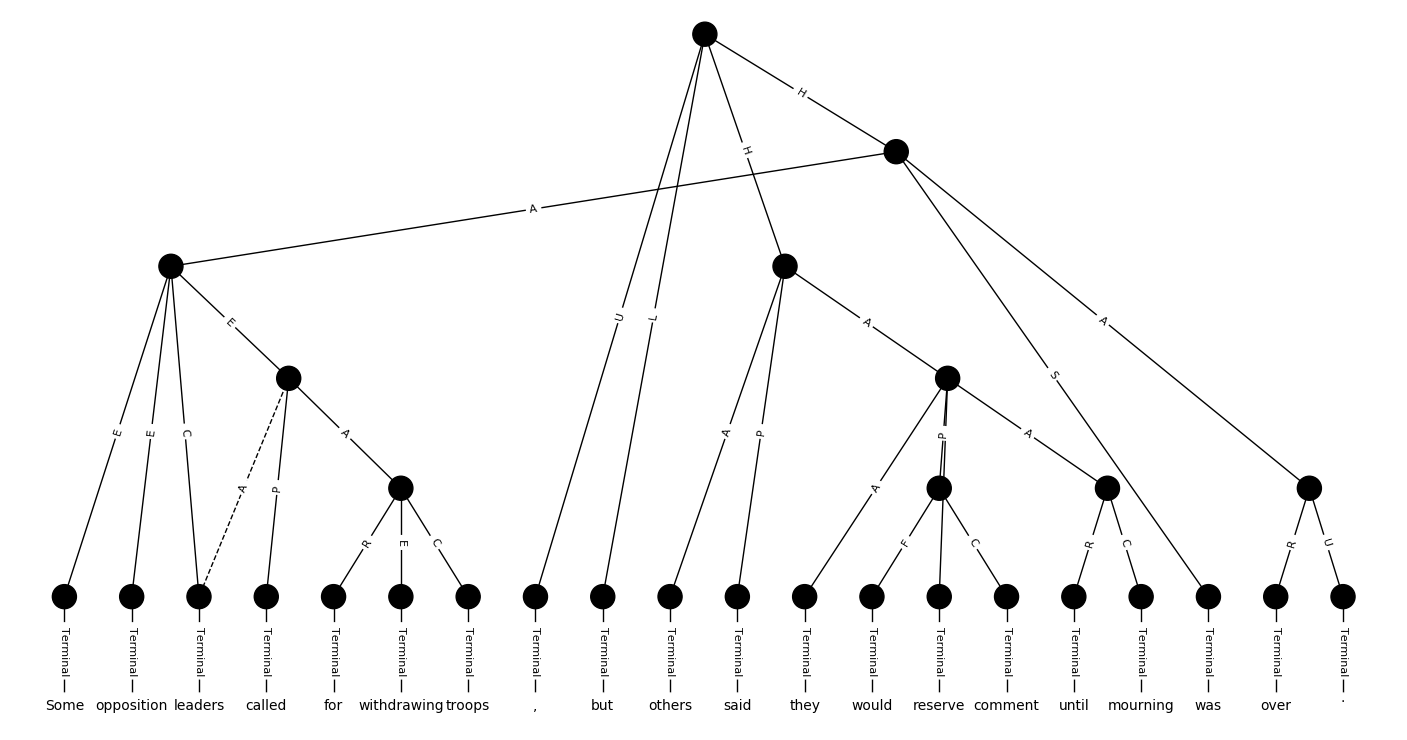 H
H
A
U
L
E
A
A
S
E
E
C
A
P
A
P
P
A
A
P
A
R
E
C
F
C
R
C
R
U
Terminal Terminal Terminal Terminal Terminal Terminal Terminal Terminal Terminal Terminal Terminal Terminal Terminal Terminal Terminal Terminal Terminal Terminal Terminal Terminal
Some opposition leaders called for withdrawing troops , but others said they would reserve comment until mourning was over .